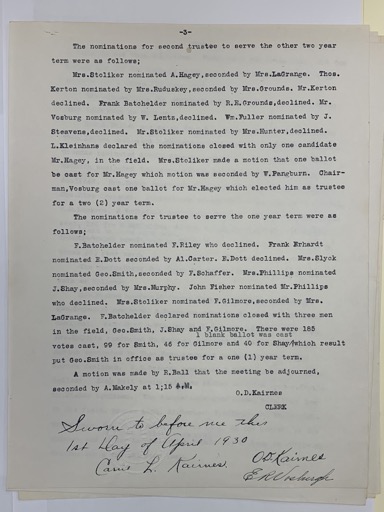 -3-
The nominations for second trustee to serve the other two year
term were as follows;
Mrs.Stoliker nominated A.Hagey,seconded by Mrs.LaGrange. Thos.
Kerton nominated by Mrs.Ruduskey,seconded by Mrs.Grounds. Mr.Kerton
declined. Frank Batchelder nominated by R.H.Grounds,declined. Mr.
Vosburg nominated by W. Lentz,declined. Wm.Fuller nominated by J.
Steavens,declined. Mr.Stoliker nominated by Mrs.Hunter,declined.
L.Kleinhans declared the nominations closed with only one candidate
Mr.Hagey, in the field. Mrs.Stoliker made a motion that one ballot
be cast for Mr.Hagey which motion was seconded by W.Pangburn. Chair-
man,Vosburg cast one ballot for Mr.Hagey which elected him as trustee
for a two (2) year term.
The nominations for trustee to serve the one year term were as
follows;
F.Batchelder nominated F.Riley who declined. Frank Erhardt
nominated E.Dott seconded by Al.Carter. E.Dott declined. Mrs.Slyck
nominated Geo.Smith,seconded by F.Schaffer. Mrs.Phillips nominated
J.Shay,seconded by Mrs.Murphy. John Fisher nominated Mr.Phillips
who declined. Mrs.Stoliker nominated F.Gilmore,seconded by Mrs.
LaGrange. F.Batchelder declared nominations closed with three men
in the field, Geo.Smith, J.Shay and F.Gilmore. There were 185
1 blank ballot was cast
votes cast, 99 for Smith, 46 for Gilmore and 40 for Shay/which result
put Geo.Smith in office as trustee for a one (1) year term.
A motion was made by R.Ball that the meeting be adjourned,
seconded by A.Makely at 1;15 A.M.
O.D.Kairnes
CLERK
Sworn to before me this
1st Day of April 1930
Carrie L. Kairnes.
O.D.Kairnes
E R Vosburgh